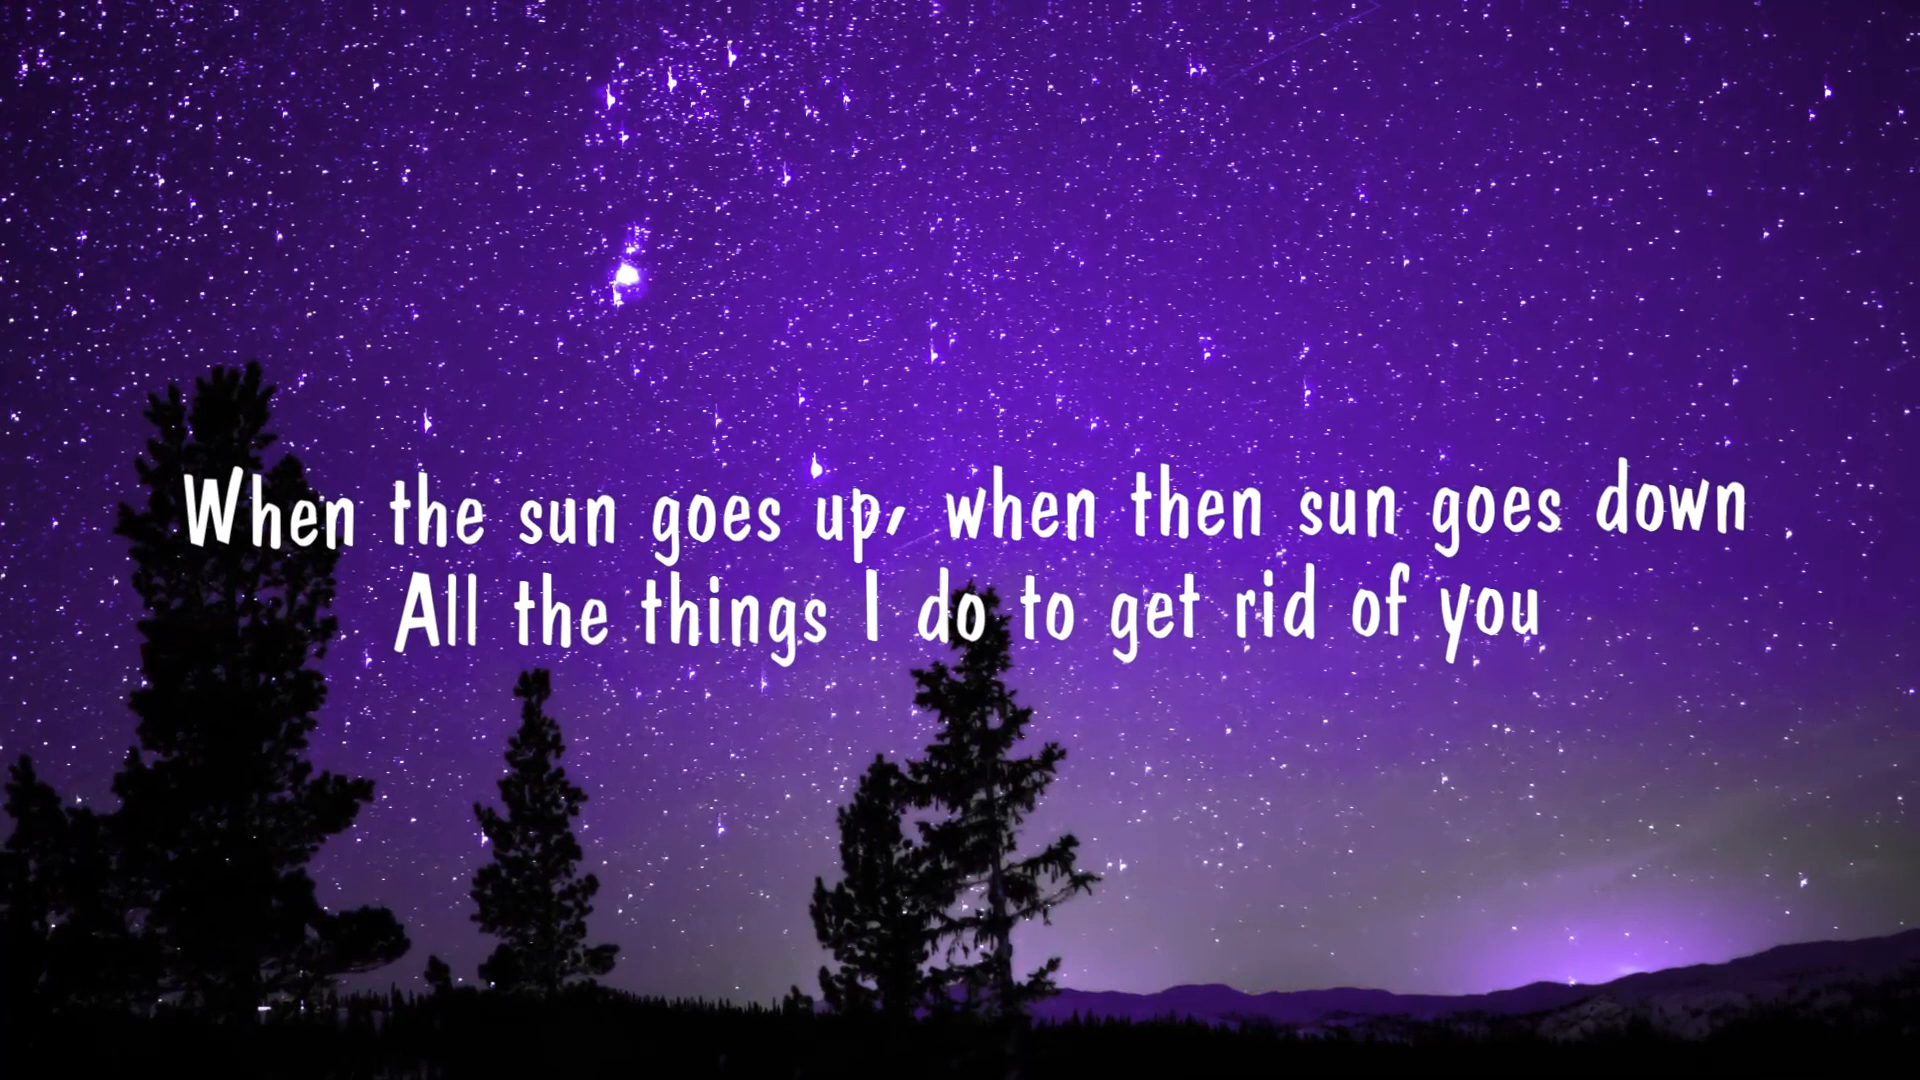 When the sun goes up, when then sun goes down
All the things I do to get rid of you